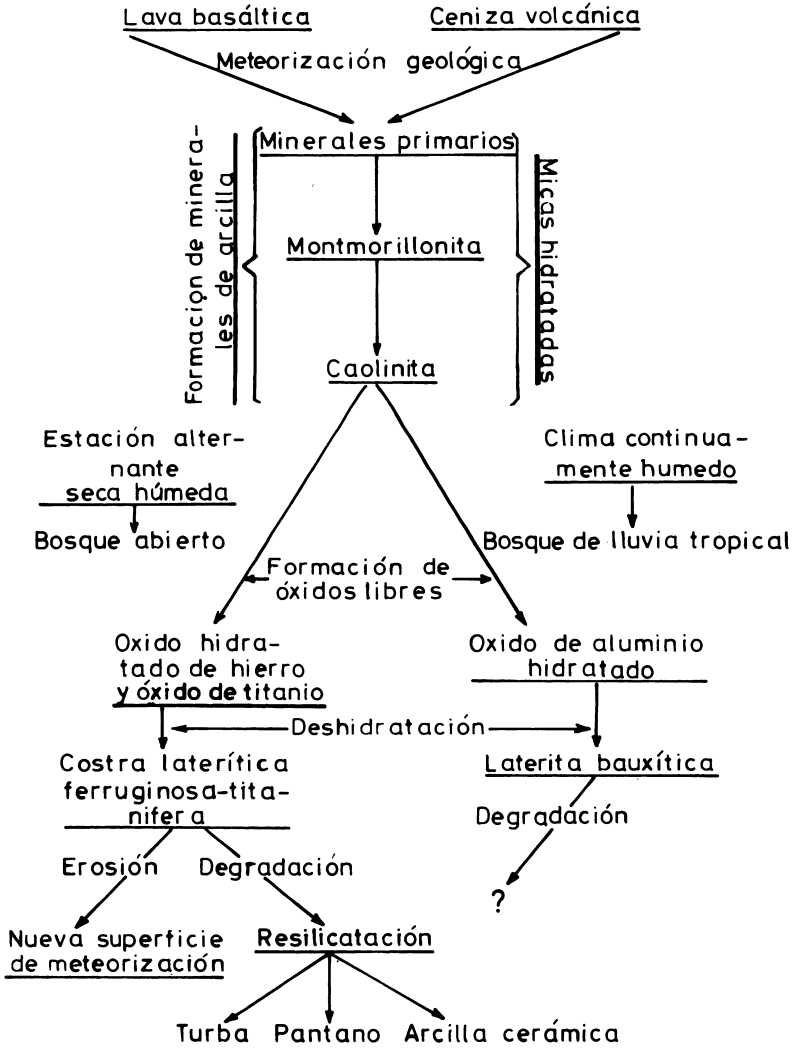 Lava basáltica
Ceniza volcánica
Meteorización geológica
Formación de minera-
les de arcilla
Minerales primarios
Montmorillonita
Caolinita
Micas hidratadas
Estación alter-
nante
seca húmeda
Bosque abierto
Clima continua-
mente humedo
Bosque de lluvia tropical
Formación de
óxidos libres
Oxido hidra-
tado de hierro
y óxido de titanio
Oxido de aluminio
hidratado
Deshidratación
Costra laterítica
ferruginosa-tita-
nifera
Laterita bauxítica
Degradación
?
Erosión
Degradación
Nueva superficie
de meteorización
Resilicatación
Turba Pantano Arcilla cerámica